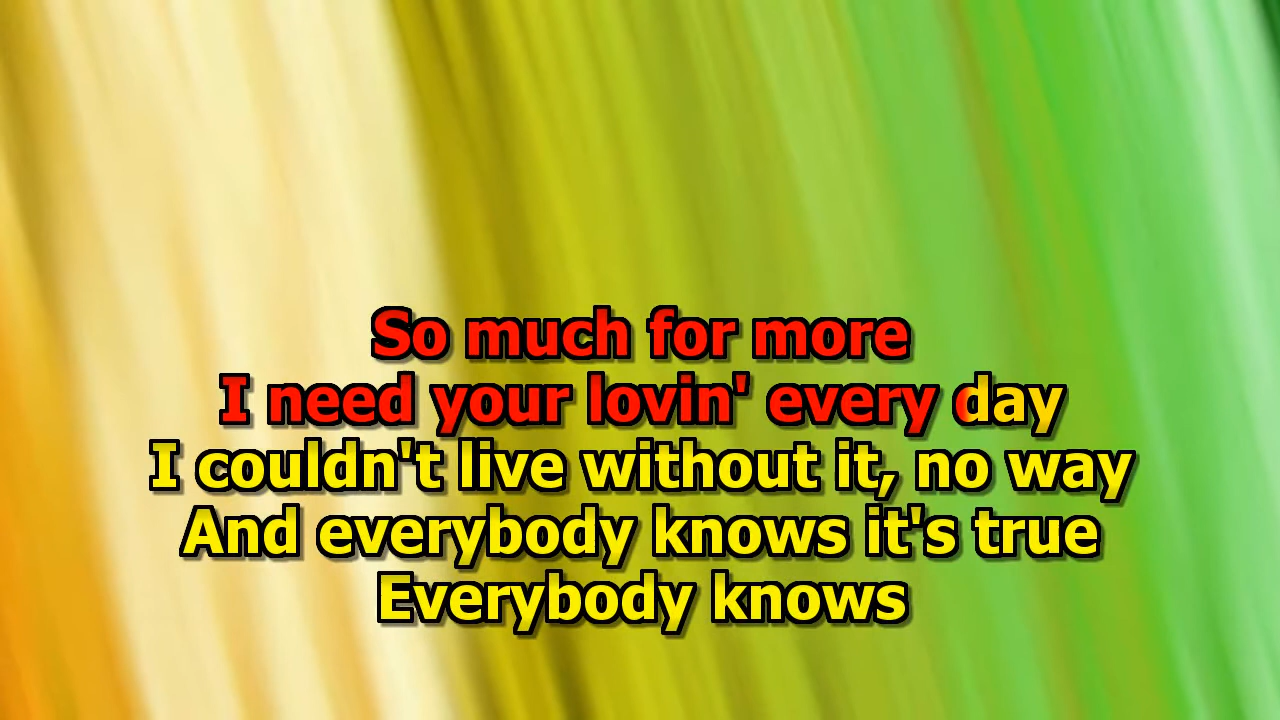 So much for more
I need your lovin' every day
I couldn't live without it, no way
And everybody knows it's true
Everybody knows